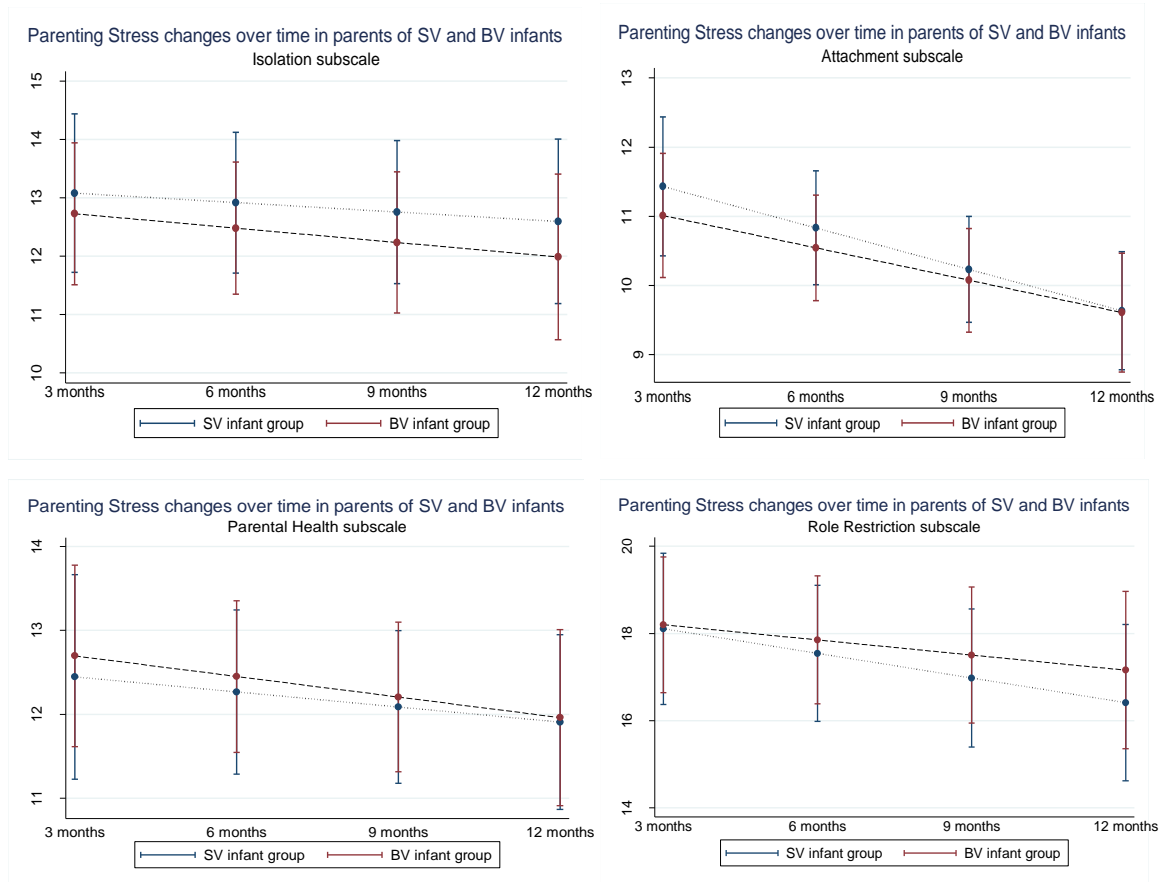 Parenting Stress changes over time in parents of SV and BV infants
Isolation subscale
15
14
13
12
11
10
3 months 6 months 9 months 12 months
SV infant group BV infant group
Parenting Stress changes over time in parents of SV and BV infants
Attachment subscale
13
12
11
10
9
3 months 6 months 9 months 12 months
SV infant group BV infant group
Parenting Stress changes over time in parents of SV and BV infants
Parental Health subscale
14
13
12
11
3 months 6 months 9 months 12 months
SV infant group BV infant group
Parenting Stress changes over time in parents of SV and BV infants
Role Restriction subscale
20
18
16
14
3 months 6 months 9 months 12 months
SV infant group BV infant group